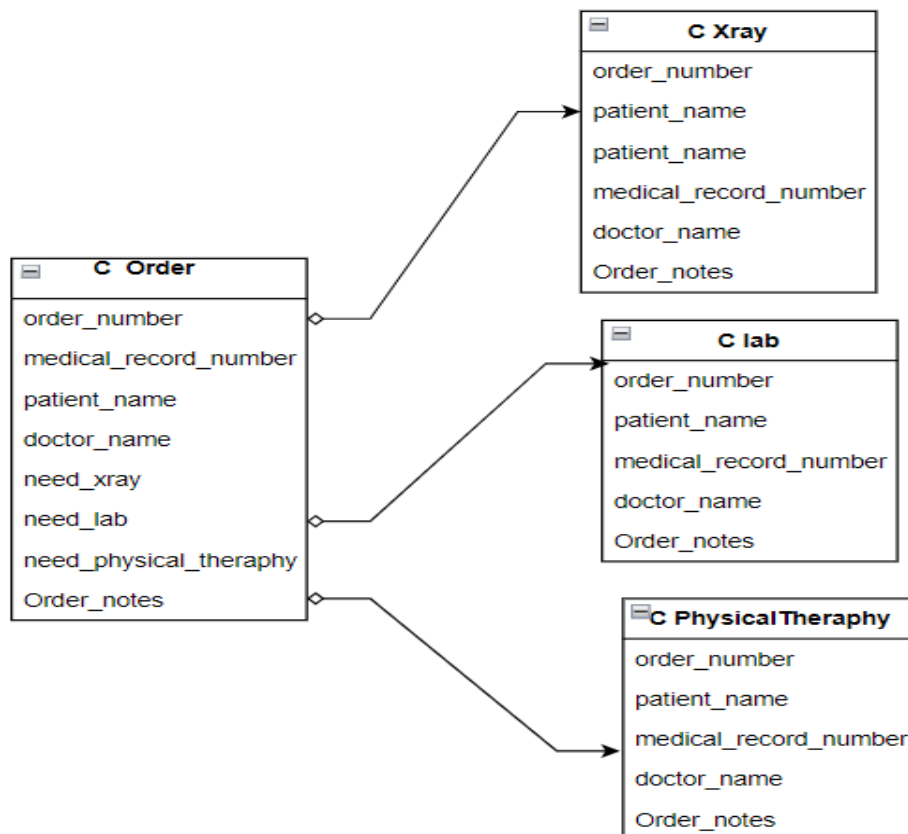 C Xray
order_number
patient_name
patient_name
medical_record_number
doctor_name
Order_notes
C Order
order_number
medical_record_number
patient_name
doctor_name
need_xray
need_lab
need_physical_theraphy
Order_notes
C lab
order_number
patient_name
medical_record_number
doctor_name
Order_notes
C PhysicalTheraphy
order_number
patient_name
medical_record_number
doctor_name
Order_notes